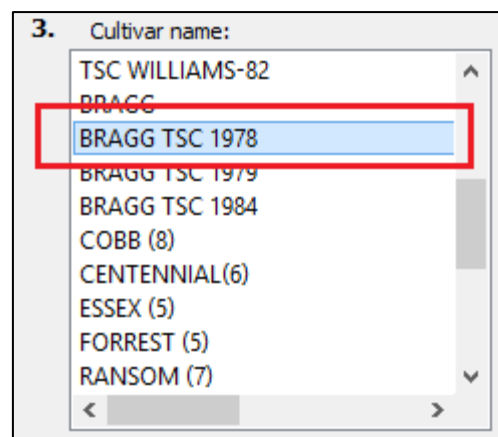 3. Cultivar name:
TSC WILLIAMS-82
BRAGG
BRAGG TSC 1978
BRAGG TSC 1979
BRAGG TSC 1984
COBB (8)
CENTENNIAL(6)
ESSEX (5)
FORREST (5)
RANSOM (7)